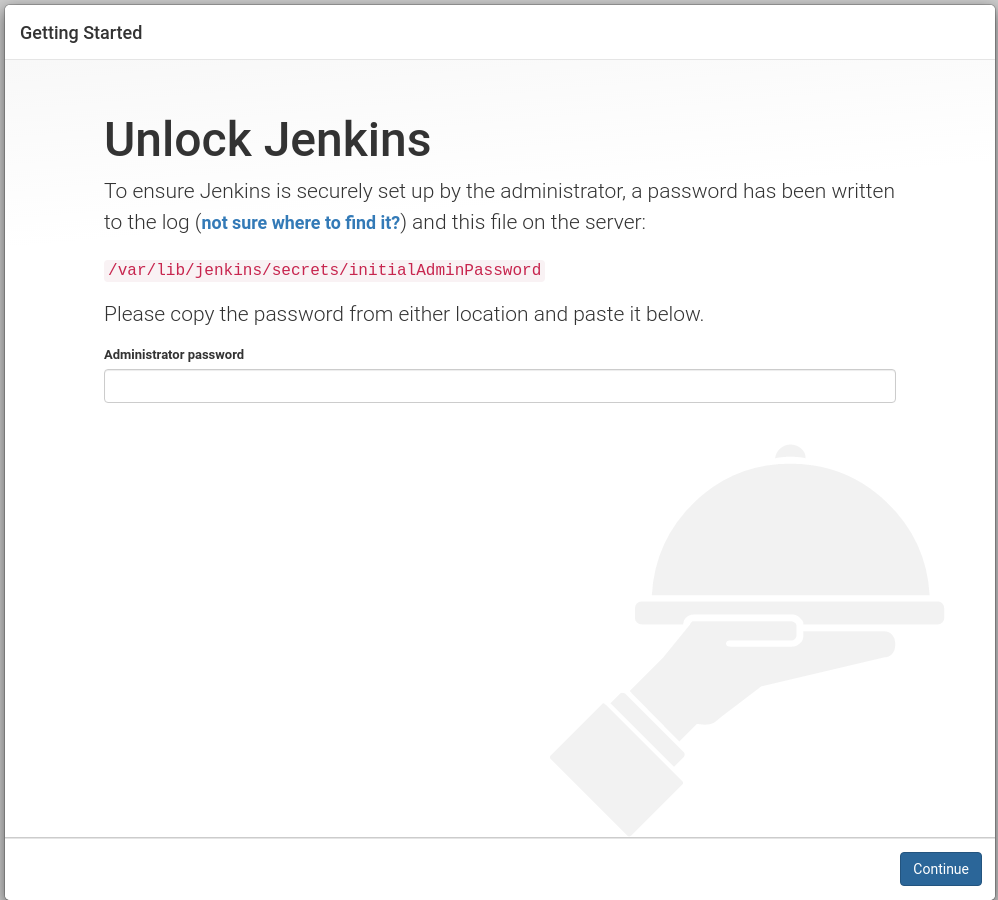 Getting Started
Unlock Jenkins
To ensure Jenkins is securely set up by the administrator, a password has been written
to the log (not sure where to find it?) and this file on the server:
/var/lib/jenkins/secrets/initialAdminPassword
Please copy the password from either location and paste it below.
Administrator password
Continue